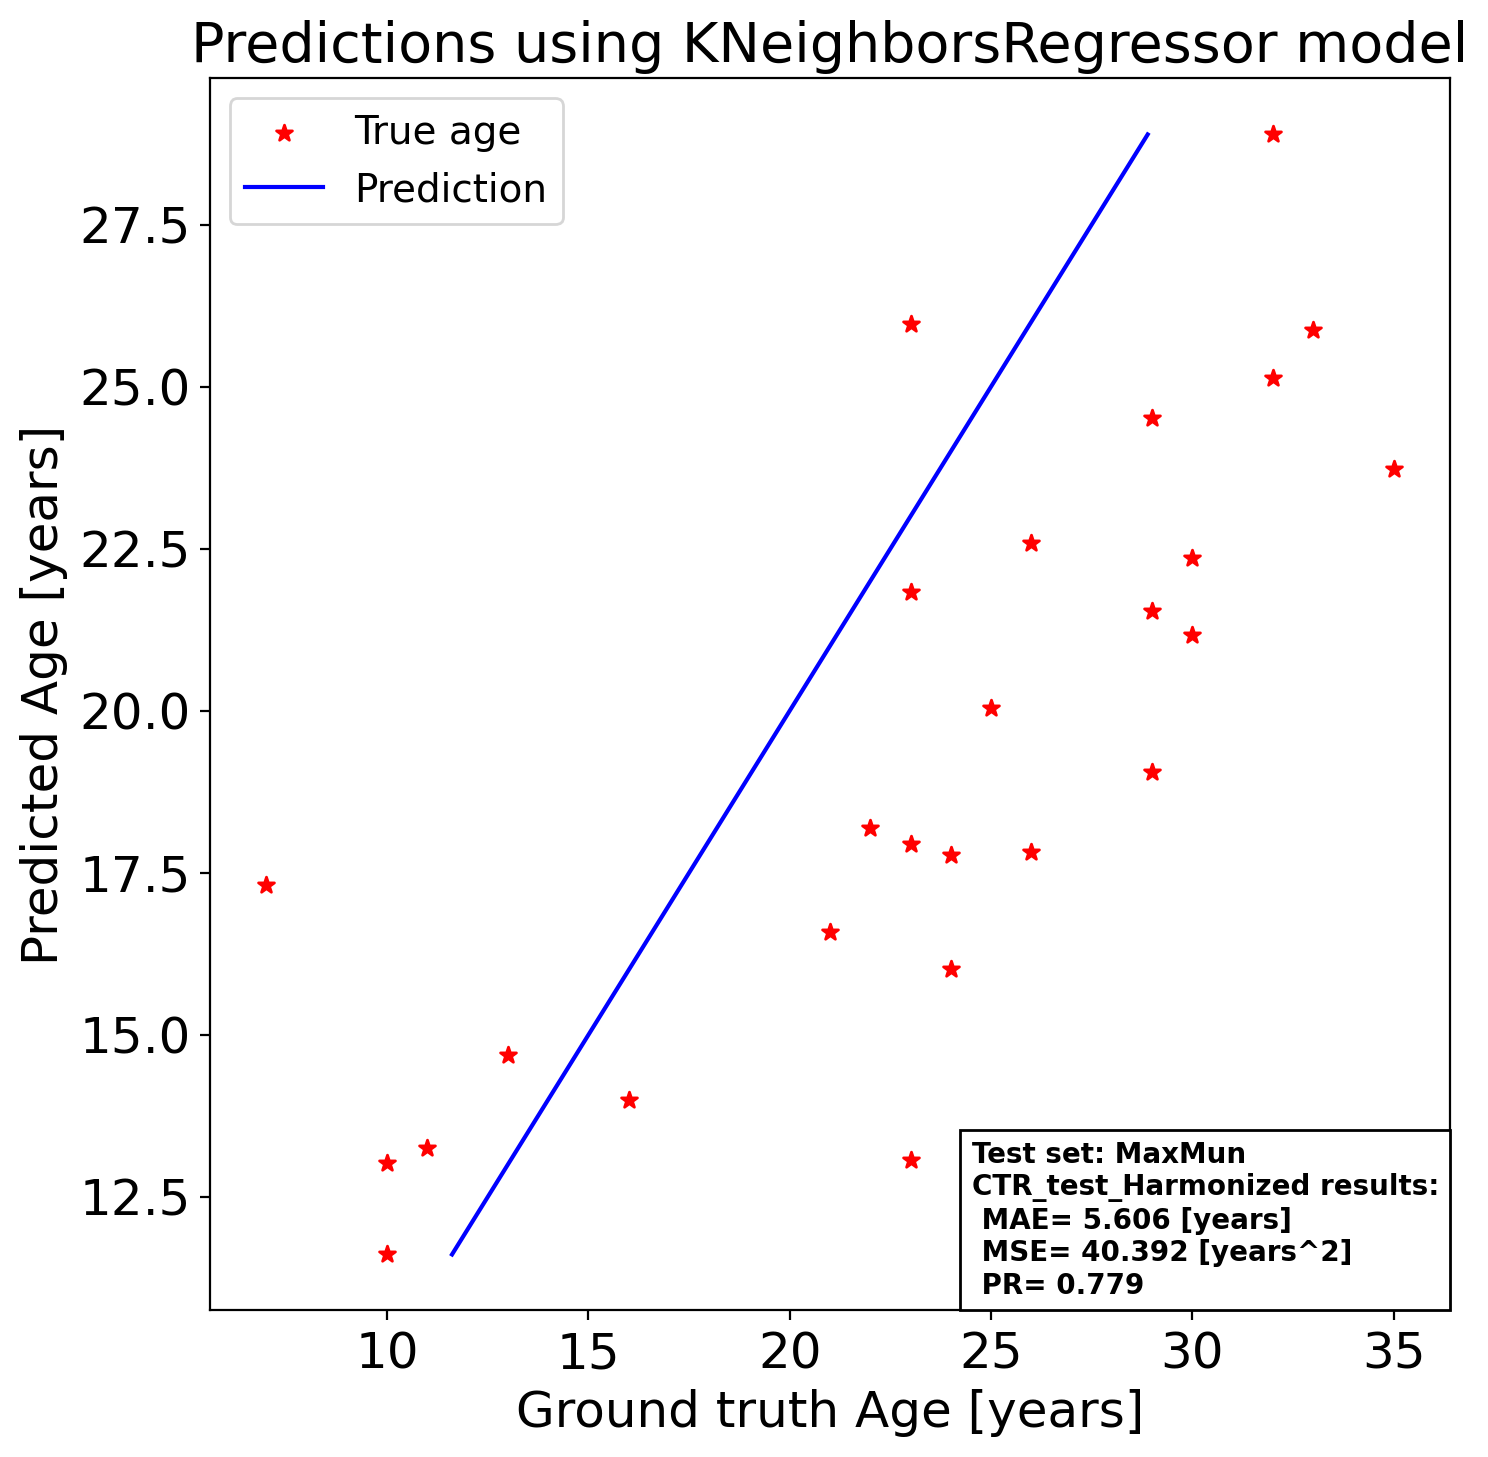 Predictions using KNeighborsRegressor model
True age
Prediction
27.5
25.0
22.5
20.0
17.5
15.0
12.5
Predicted Age [years]
Test set: MaxMun
CTR_test_Harmonized results:
MAE= 5.606 [years]
MSE= 40.392 [years^2]
PR= 0.779
10 15 20 25 30 35
Ground truth Age [years]